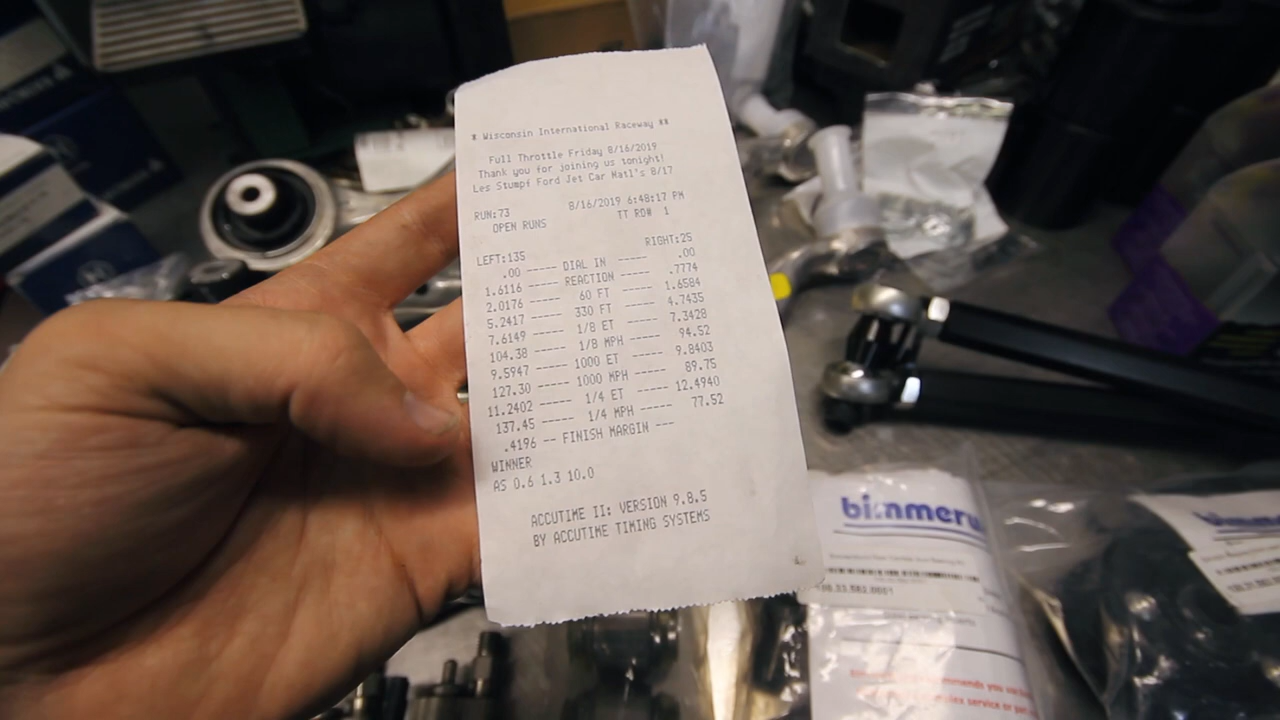 * Wisconsin International Raceway **
Full Throttle Friday 8/16/2019
Thank you for joining us tonight!
Les Stumpf Ford Jet Car Natl's 8/17
RUN:73 8/16/2019 6:48:17 PM
OPEN RUNS TT ROW 1
LEFT:135 RIGHT:25
.00 ----- DIAL IN ----- .00
1.6116 ----- REACTION ----- .7774
2.0176 ----- 60 FT ----- 1.6584
5.2417 ----- 330 FT ----- 4.7435
7.6149 ----- 1/8 ET ----- 7.3428
104.38 ----- 1/8 MPH ----- 94.52
9.5947 ----- 1000 ET ----- 9.8403
127.30 ----- 1000 MPH ----- 89.75
11.2402 ----- 1/4 ET ----- 12.4940
137.45 ----- 1/4 MPH ----- 77.52
.4196 -- FINISH MARGIN ---
WINNER
AS 0.6 1.3 10.0
ACCUTIME II: VERSION 9.8.5
BY ACCUTIME TIMING SYSTEMS